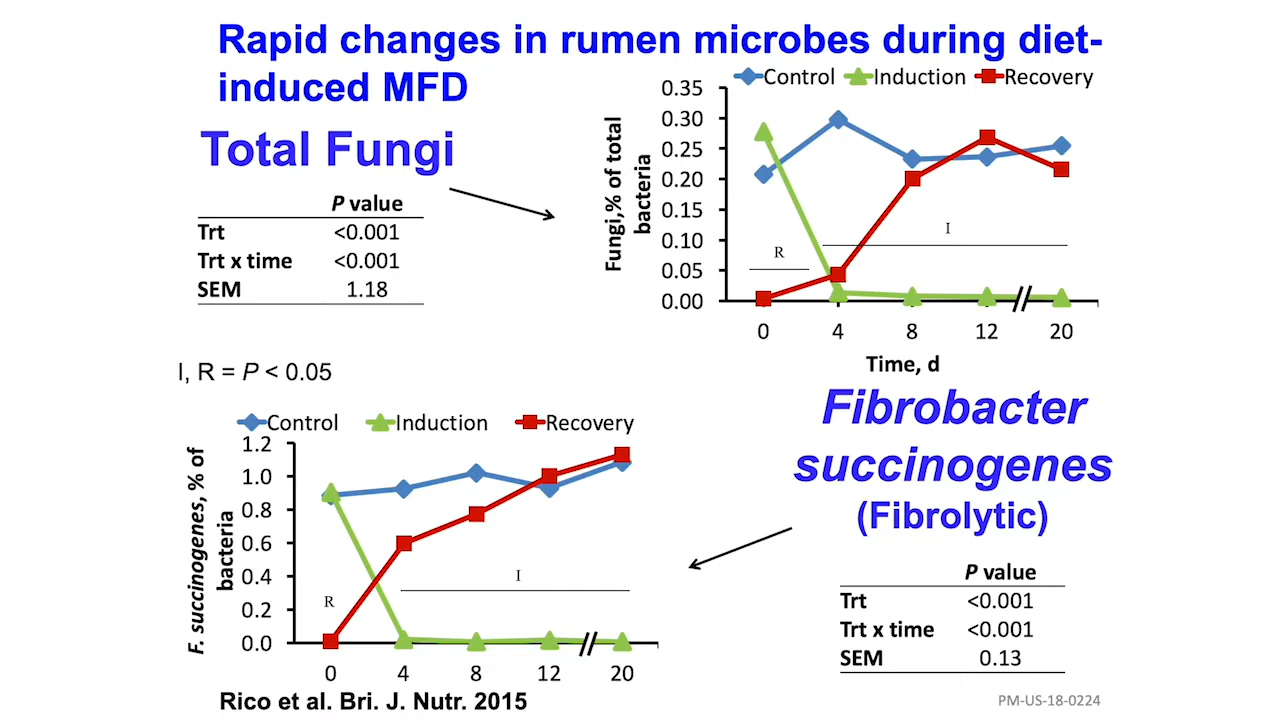 Rapid changes in rumen microbes during diet-
induced MFD
Total Fungi
P value
Trt <0.001
Trt x time <0.001
SEM 1.18
Control Induction Recovery
Fungi,% of total
bacteria
0.35
0.30
0.25
0.20
0.15
0.10
0.05
0.00
R
I
0 4 8 12 20
Time, d
I, R = P < 0.05
Control Induction Recovery
F. succinogenes, % of
bacteria
1.2
1.0
0.8
0.6
0.4
0.2
0.0
R
I
0 4 8 12 20
Fibrobacter
succinogenes
(Fibrolytic)
P value
Trt <0.001
Trt x time <0.001
SEM 0.13
Rico et al. Bri. J. Nutr. 2015
PM-US-18-0224